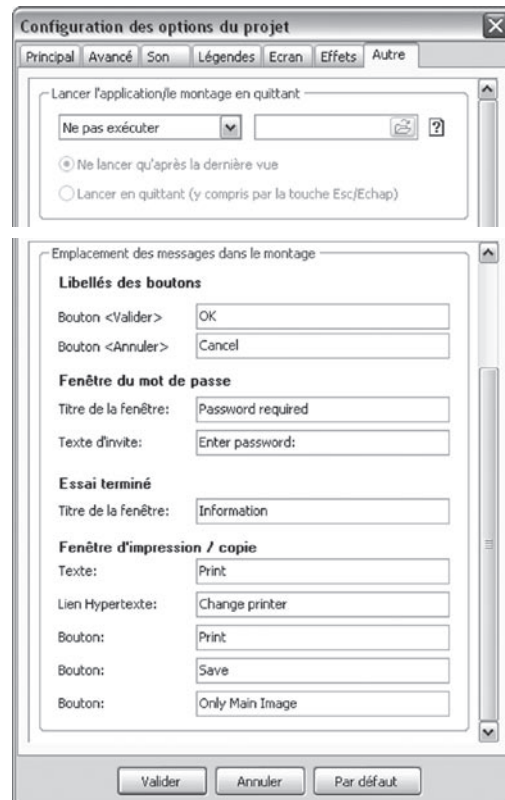 Configuration des options du projet
Principal Avancé Son Légendes Ecran Effets Autre
Lancer l'application/le montage en quittant
Ne pas exécuter
Ne lancer qu'après la dernière vue
Lancer en quittant (y compris par la touche Esc/Echap)
Emplacement des messages dans le montage
Libellés des boutons
Bouton <Valider> OK
Bouton <Annuler> Cancel
Fenêtre du mot de passe
Titre de la fenêtre: Password required
Texte d'invite: Enter password:
Essai terminé
Titre de la fenêtre: Information
Fenêtre d'impression / copie
Texte: Print
Lien Hypertexte: Change printer
Bouton: Print
Bouton: Save
Bouton: Only Main Image
Valider Annuler Par défaut